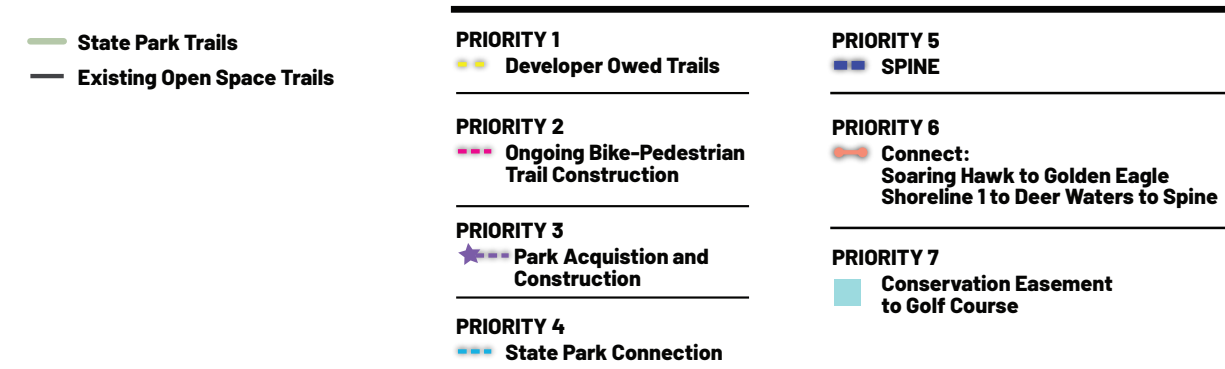 State Park Trails
Existing Open Space Trails
PRIORITY 1
Developer Owed Trails
PRIORITY 2
Ongoing Bike-Pedestrian
Trail Construction
PRIORITY 3
Park Acquistion and
Construction
PRIORITY 4
State Park Connection
PRIORITY 5
SPINE
PRIORITY 6
Connect:
Soaring Hawk to Golden Eagle
Shoreline 1 to Deer Waters to Spine
PRIORITY 7
Conservation Easement
to Golf Course